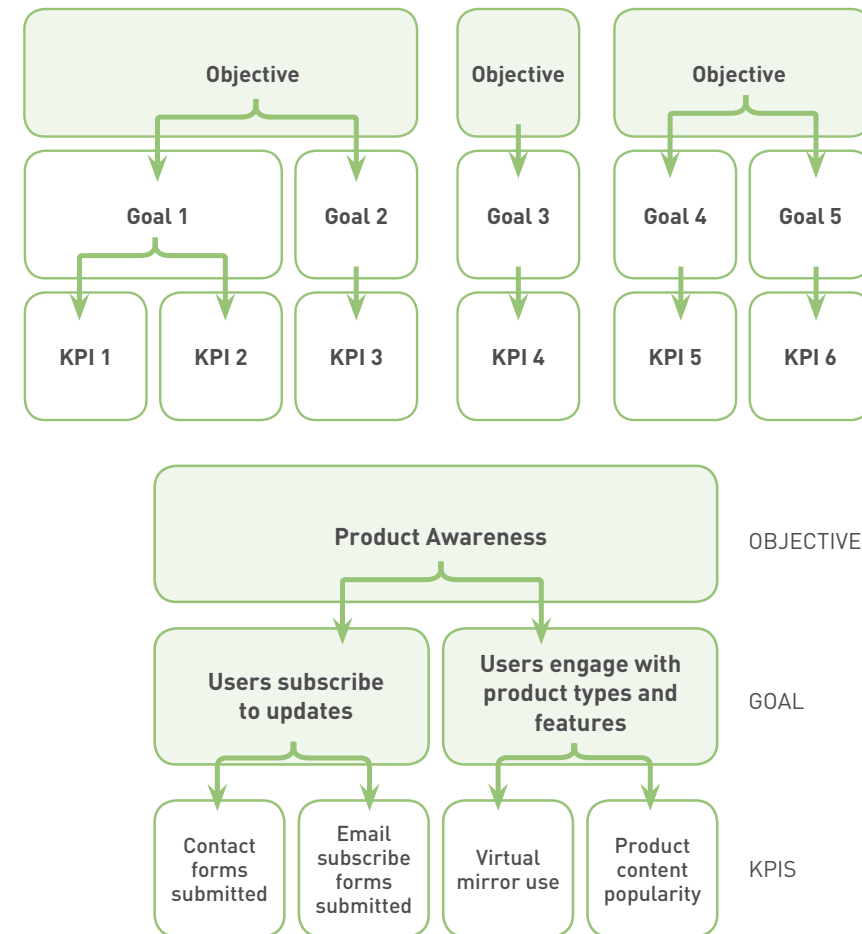 Objective
Objective
Objective
Goal 1
Goal 2
Goal 3
Goal 4
Goal 5
KPI 1
KPI 2
KPI 3
KPI 4
KPI 5
KPI 6
Product Awareness
OBJECTIVE
Users subscribe
to updates
Users engage with
product types and
features
GOAL
Contact
forms
submitted
Email
subscribe
forms
submitted
Virtual
mirror use
Product
content
popularity
KPIS